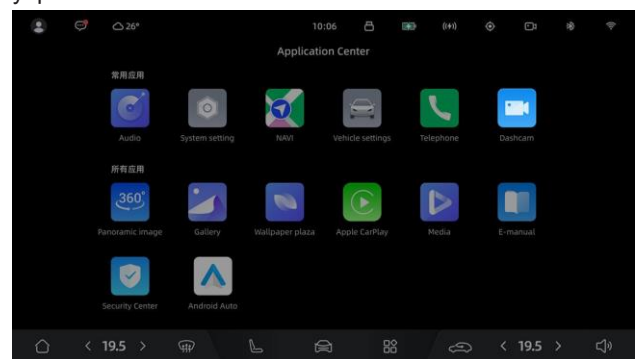 26°
10:06
Application Center
常用应用
Audio
System setting
NAVI
Vehicle settings
Telephone
Dashcam
所有应用
360°
Panoramic image
Gallery
Wallpaper plaza
Apple CarPlay
Media
E-manual
Security Center
Android Auto
< 19.5 >
< 19.5 >